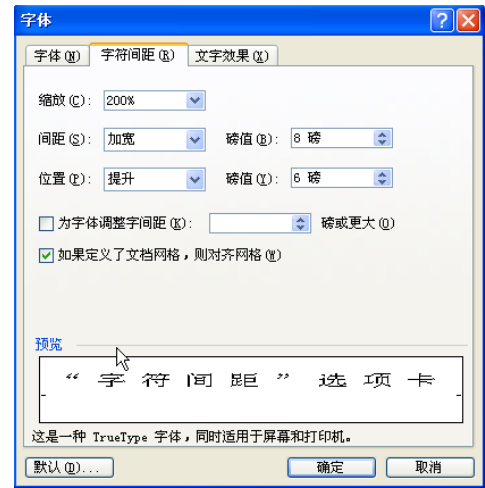 字体
字体(N) 字符间距(R) 文字效果(X)
缩放(C): 200%
间距(S): 加宽 磅值(B): 8 磅
位置(P): 提升 磅值(Y): 6 磅
为字体调整字间距(K): 磅或更大(O)
如果定义了文档网格，则对齐网格(W)
预览
“字符间距”选项卡
这是一种 TrueType 字体，同时适用于屏幕和打印机。
默认(D)... 确定 取消